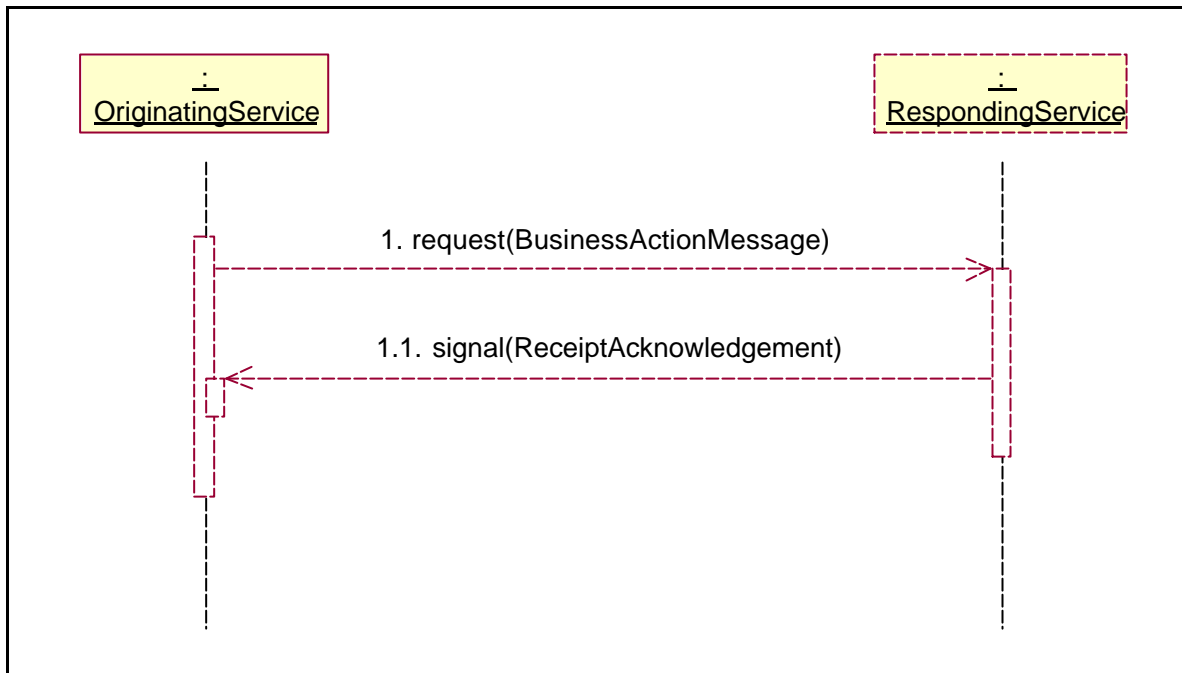 :
OriginatingService
:
RespondingService
1. request(BusinessActionMessage)
1.1. signal(ReceiptAcknowledgement)